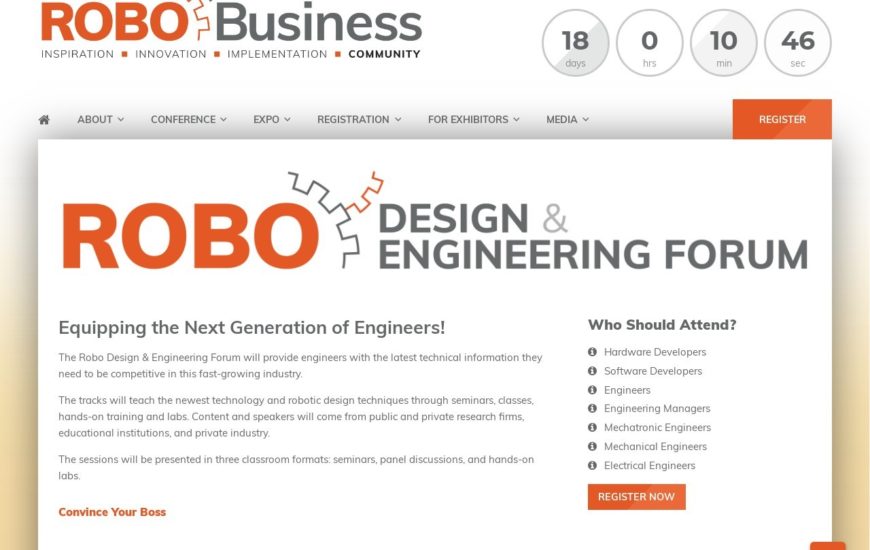 ROBO Business
INSPIRATION ■ INNOVATION ■ IMPLEMENTATION ■ COMMUNITY
18 0 10 46
days hrs min sec
ABOUT CONFERENCE EXPO REGISTRATION FOR EXHIBITORS MEDIA REGISTER
ROBO DESIGN &
ENGINEERING FORUM
Equipping the Next Generation of Engineers!
The Robo Design & Engineering Forum will provide engineers with the latest technical information they
need to be competitive in this fast-growing industry.
The tracks will teach the newest technology and robotic design techniques through seminars, classes,
hands-on training and labs. Content and speakers will come from public and private research firms,
educational institutions, and private industry.
The sessions will be presented in three classroom formats: seminars, panel discussions, and hands-on
labs.
Convince Your Boss
Who Should Attend?
Hardware Developers
Software Developers
Engineers
Engineering Managers
Mechatronic Engineers
Mechanical Engineers
Electrical Engineers
REGISTER NOW